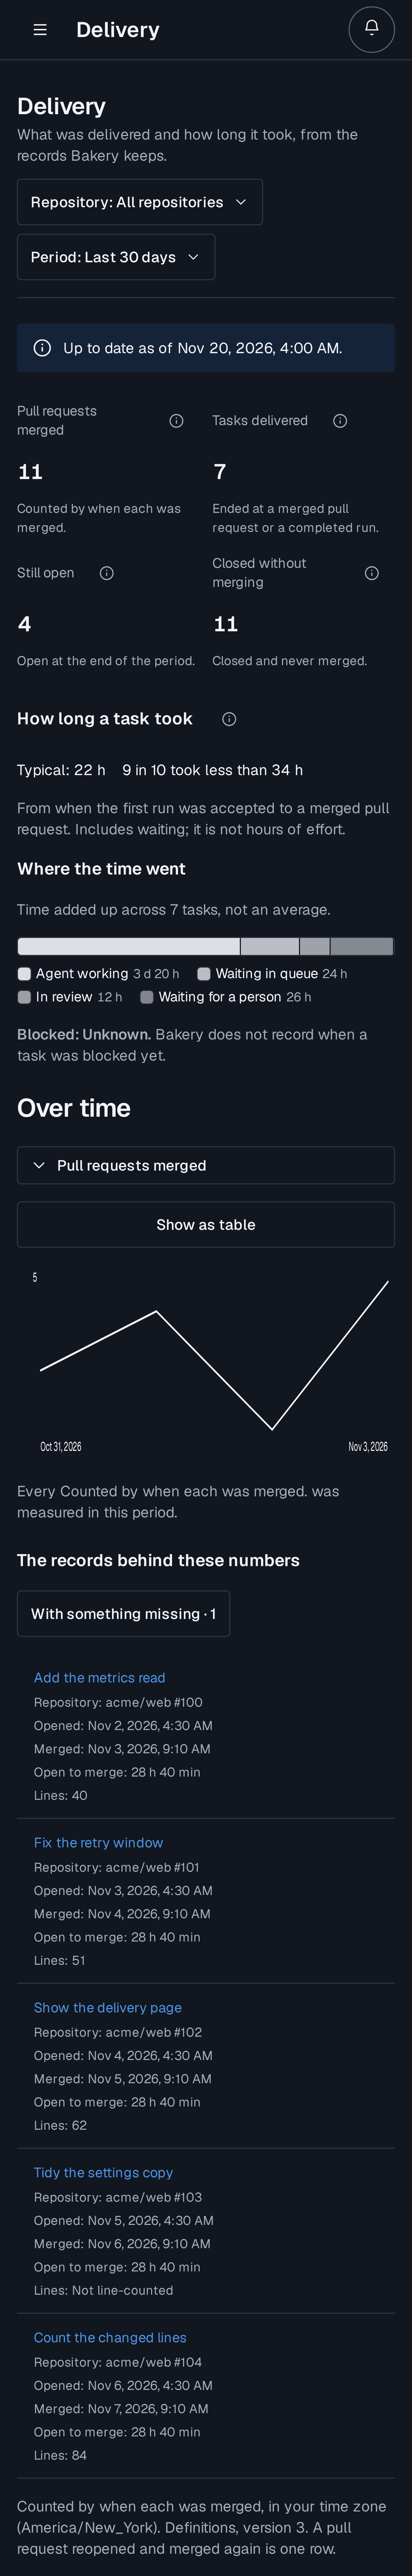 Delivery
Delivery
What was delivered and how long it took, from the
records Bakery keeps.
Repository: All repositories
Period: Last 30 days
Up to date as of Nov 20, 2026, 4:00 AM.
Pull requests
merged
Tasks delivered
11
7
Counted by when each was
merged.
Ended at a merged pull
request or a completed run.
Still open
Closed without
merging
4
11
Open at the end of the period.
Closed and never merged.
How long a task took
Typical: 22 h 9 in 10 took less than 34 h
From when the first run was accepted to a merged pull
request. Includes waiting; it is not hours of effort.
Where the time went
Time added up across 7 tasks, not an average.
Agent working 3 d 20 h Waiting in queue 24 h
In review 12 h Waiting for a person 26 h
Blocked: Unknown. Bakery does not record when a
task was blocked yet.
Over time
Pull requests merged
Show as table
5
Oct 31, 2026 Nov 3, 2026
Every Counted by when each was merged. was
measured in this period.
The records behind these numbers
With something missing · 1
Add the metrics read
Repository: acme/web #100
Opened: Nov 2, 2026, 4:30 AM
Merged: Nov 3, 2026, 9:10 AM
Open to merge: 28 h 40 min
Lines: 40
Fix the retry window
Repository: acme/web #101
Opened: Nov 3, 2026, 4:30 AM
Merged: Nov 4, 2026, 9:10 AM
Open to merge: 28 h 40 min
Lines: 51
Show the delivery page
Repository: acme/web #102
Opened: Nov 4, 2026, 4:30 AM
Merged: Nov 5, 2026, 9:10 AM
Open to merge: 28 h 40 min
Lines: 62
Tidy the settings copy
Repository: acme/web #103
Opened: Nov 5, 2026, 4:30 AM
Merged: Nov 6, 2026, 9:10 AM
Open to merge: 28 h 40 min
Lines: Not line-counted
Count the changed lines
Repository: acme/web #104
Opened: Nov 6, 2026, 4:30 AM
Merged: Nov 7, 2026, 9:10 AM
Open to merge: 28 h 40 min
Lines: 84
Counted by when each was merged, in your time zone
(America/New_York). Definitions, version 3. A pull
request reopened and merged again is one row.